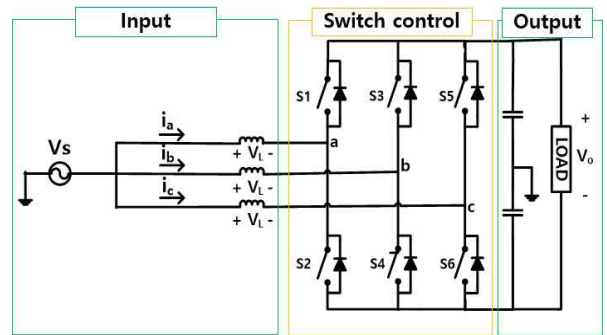 Input
Switch control
Output
S1
S3
S5
ia
Vs
+ VL -
a
ib
+ VL -
b
ic
+ VL -
c
S2
S4
S6
+
LOAD
Vo
-